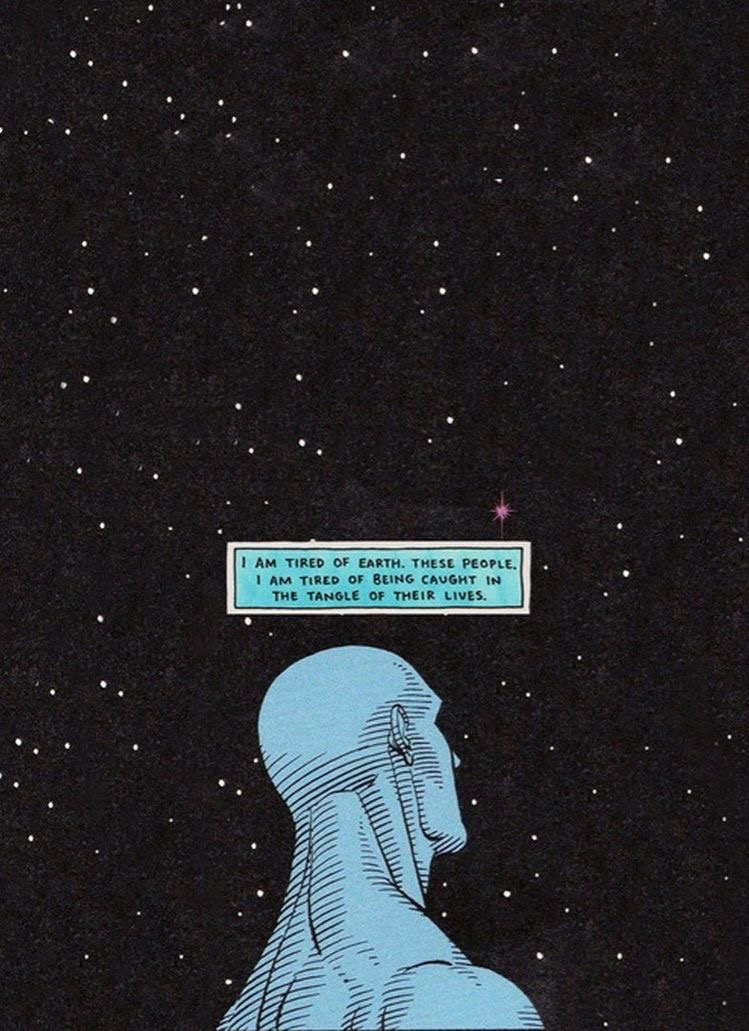 I AM TIRED OF EARTH. THESE PEOPLE.
I AM TIRED OF BEING CAUGHT IN
THE TANGLE OF THEIR LIVES.